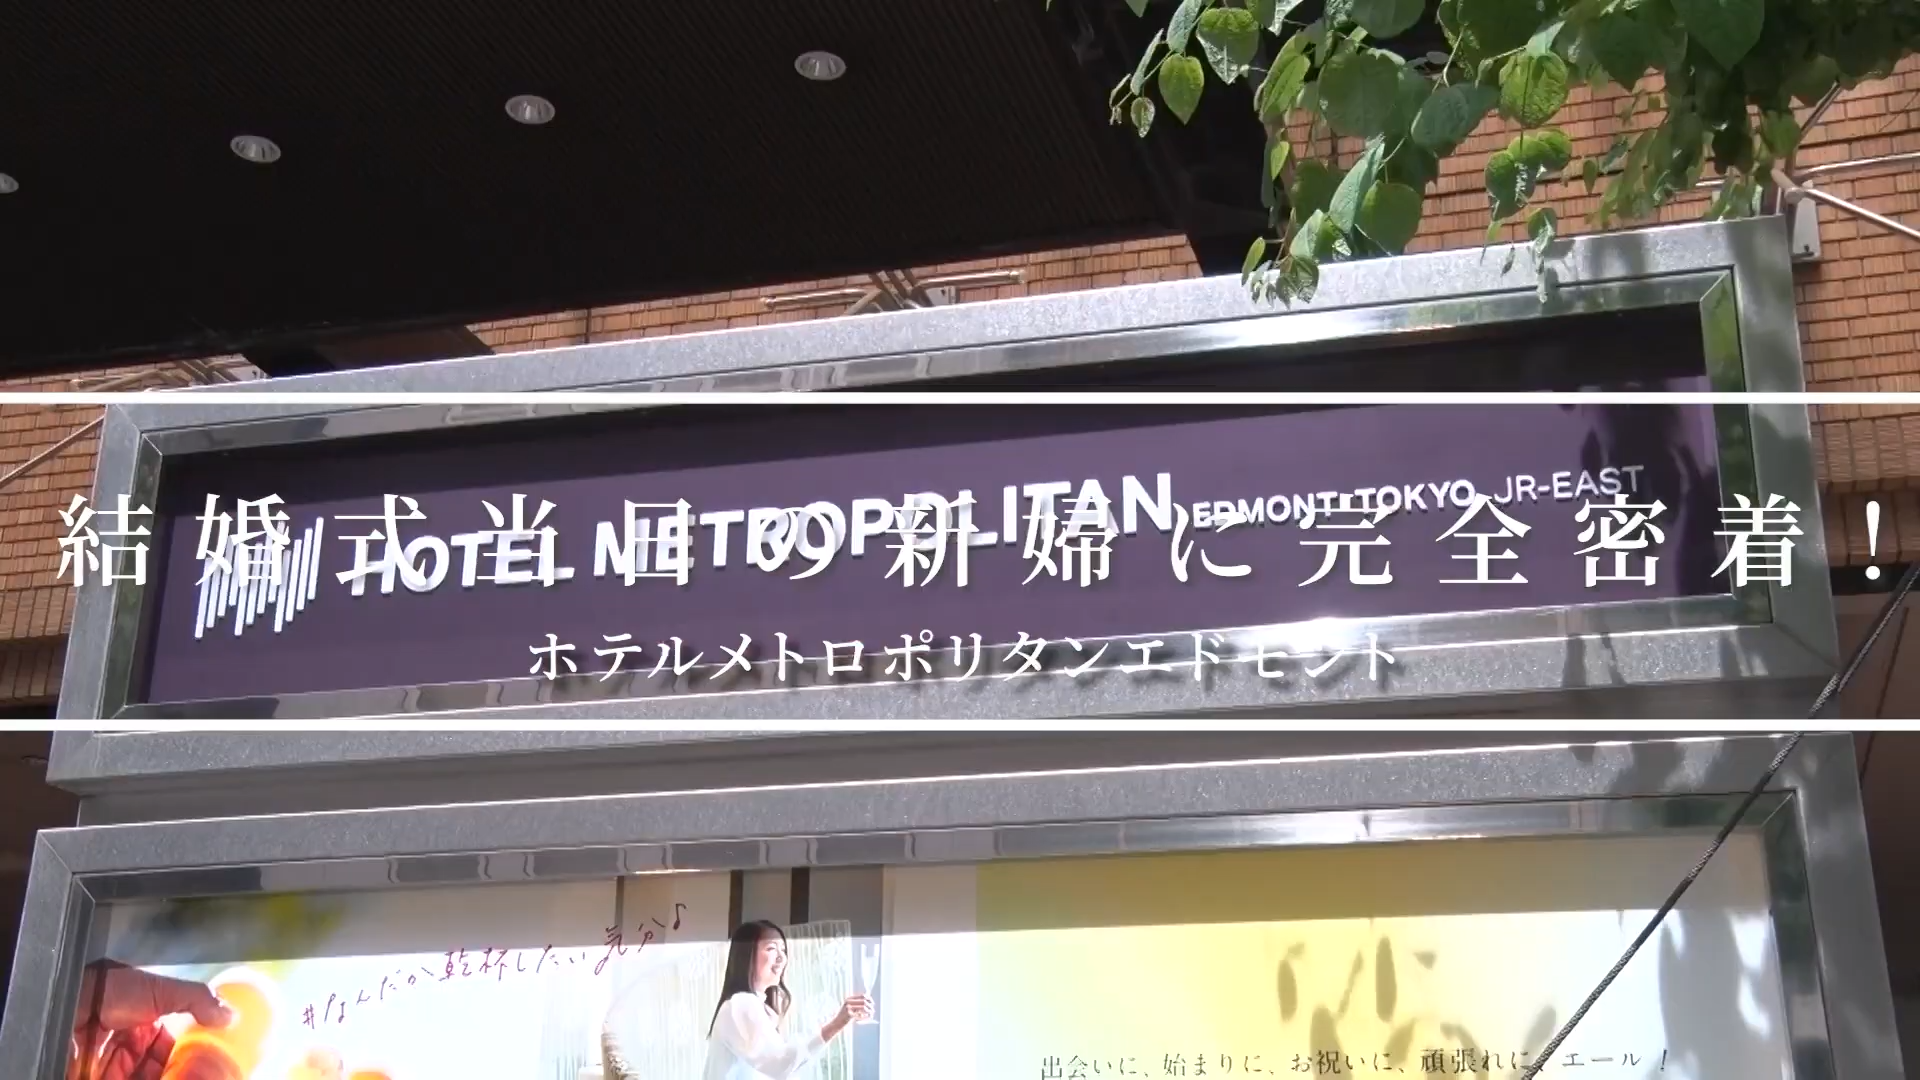 結婚式当日の新婦に完全密着！
HOTEL METROPOLITAN EDMONT TOKYO JR-EAST
ホテルメトロポリタンエドモント
#なんだか乾杯したい気分♪
出会いに、始まりに、お祝いに、頑張れに、エール！